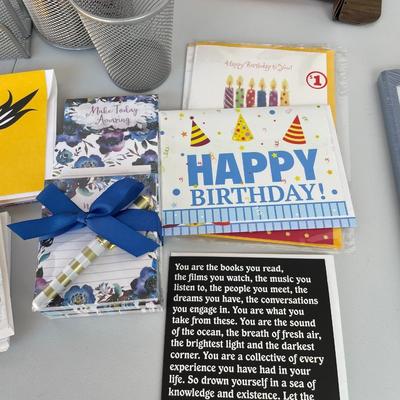 Happy Birthday to You!
$1
Make Today
Amazing
HAPPY
BIRTHDAY!
You are the books you read,
the films you watch, the music you
listen to, the people you meet, the
dreams you have, the conversations
you engage in. You are what you
take from these. You are the sound
of the ocean, the breath of fresh air,
the brightest light and the darkest
corner. You are a collective of every
experience you have had in your
life. So drown yourself in a sea of
knowledge and existence. Let the